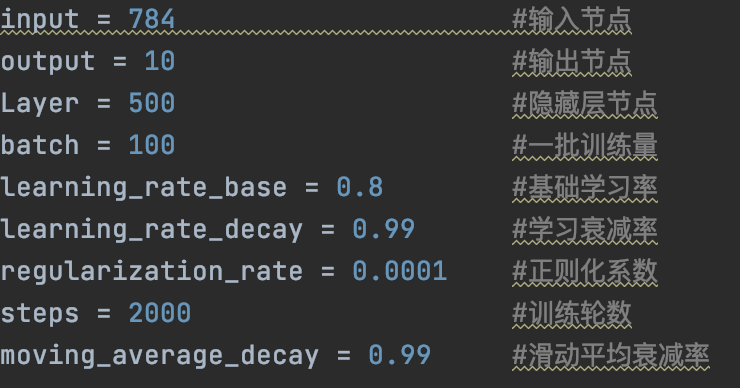 input = 784 #输入节点
output = 10 #输出节点
Layer = 500 #隐藏层节点
batch = 100 #一批训练量
learning_rate_base = 0.8 #基础学习率
learning_rate_decay = 0.99 #学习衰减率
regularization_rate = 0.0001 #正则化系数
steps = 2000 #训练轮数
moving_average_decay = 0.99 #滑动平均衰减率